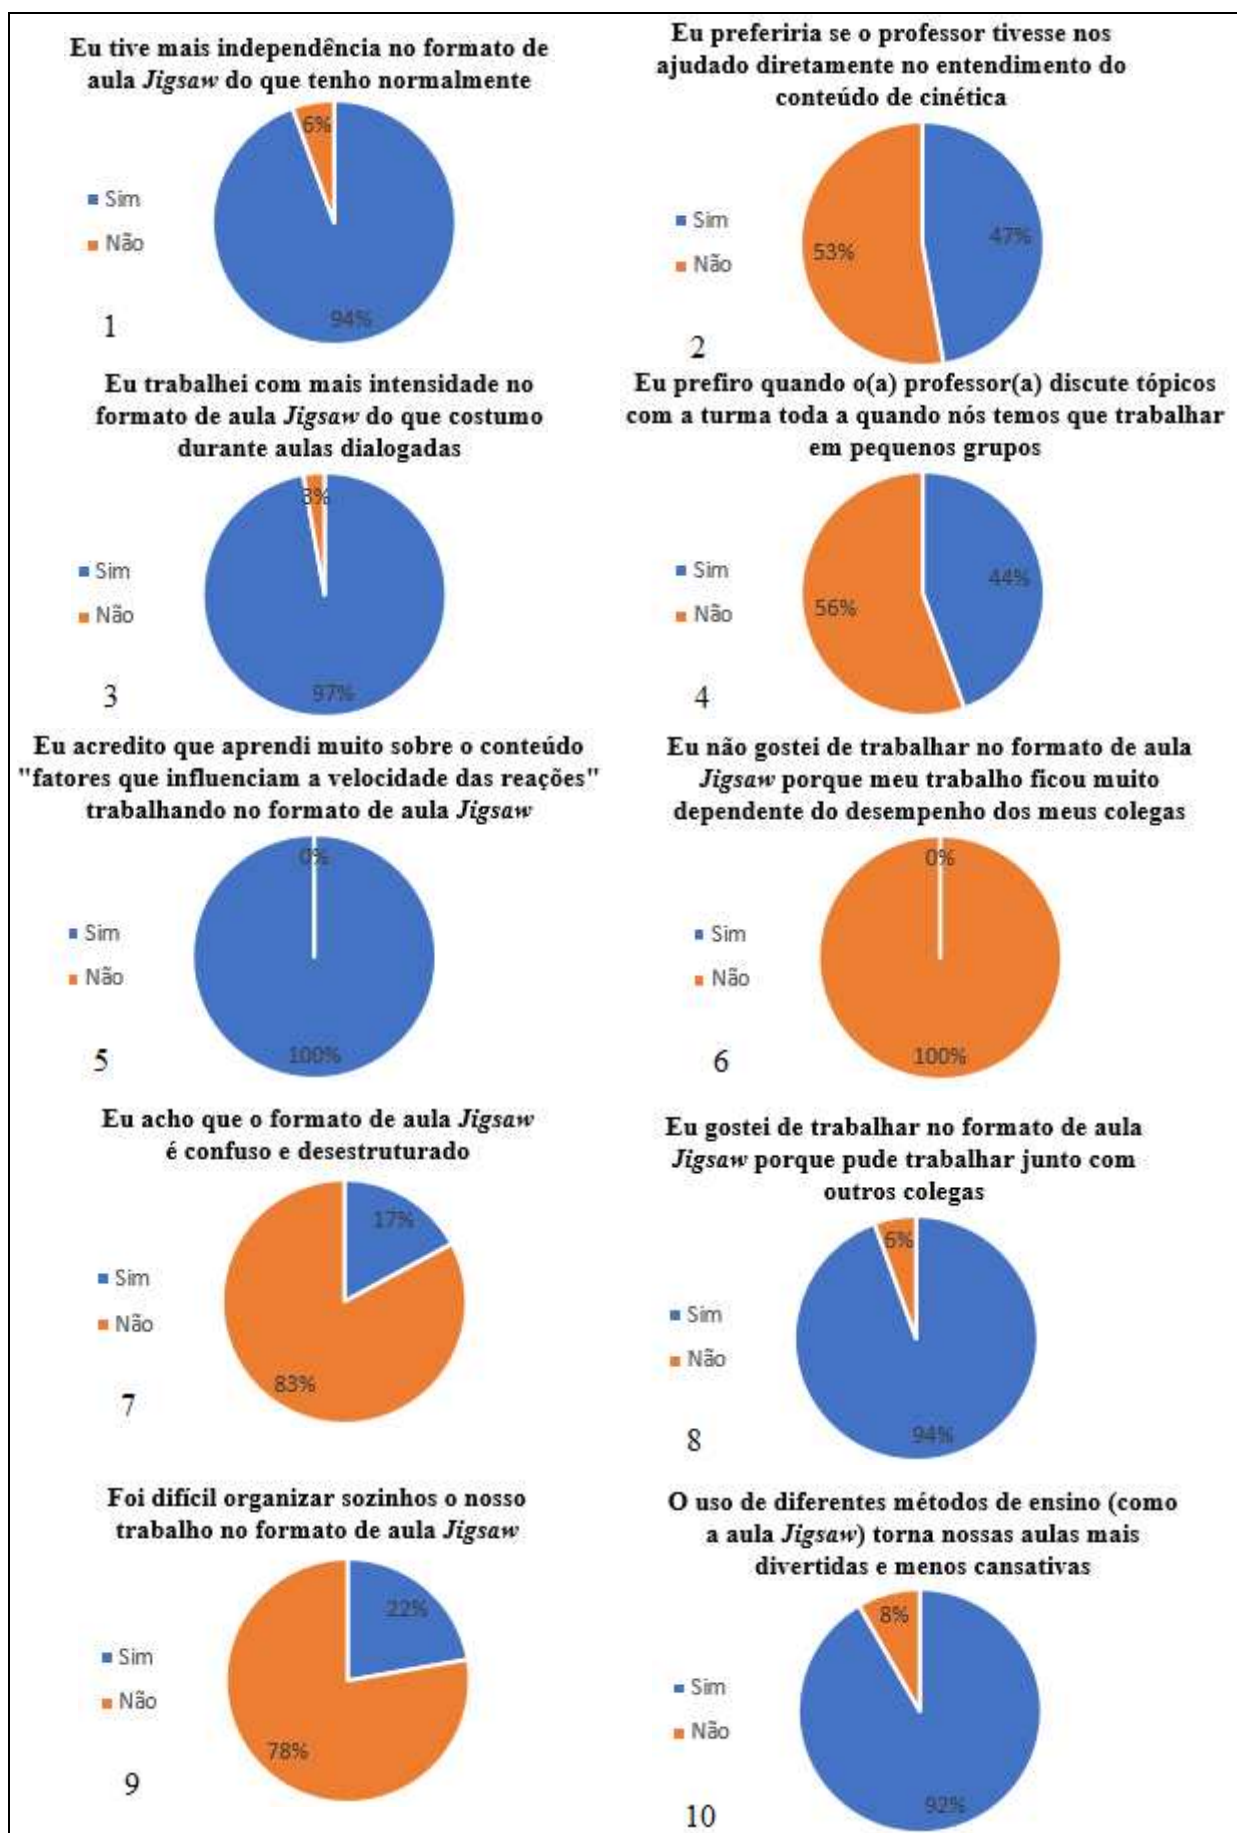 Eu tive mais independência no formato de
aula Jigsaw do que tenho normalmente
6%
Sim
Não
94%
1
Eu preferiria se o professor tivesse nos
ajudado diretamente no entendimento do
conteúdo de cinética
Sim
Não
47%
53%
2
Eu trabalhei com mais intensidade no
formato de aula Jigsaw do que costumo
durante aulas dialogadas
3%
Sim
Não
97%
3
Eu prefiro quando o(a) professor(a) discute tópicos
com a turma toda a quando nós temos que trabalhar
em pequenos grupos
Sim
Não
44%
56%
4
Eu acredito que aprendi muito sobre o conteúdo
"fatores que influenciam a velocidade das reações"
trabalhando no formato de aula Jigsaw
0%
Sim
Não
100%
5
Eu não gostei de trabalhar no formato de aula
Jigsaw porque meu trabalho ficou muito
dependente do desempenho dos meus colegas
0%
Sim
Não
100%
6
Eu acho que o formato de aula Jigsaw
é confuso e desestruturado
17%
Sim
Não
83%
7
Eu gostei de trabalhar no formato de aula
Jigsaw porque pude trabalhar junto com
outros colegas
6%
Sim
Não
94%
8
Foi difícil organizar sozinhos o nosso
trabalho no formato de aula Jigsaw
22%
Sim
Não
78%
9
O uso de diferentes métodos de ensino (como
a aula Jigsaw) torna nossas aulas mais
divertidas e menos cansativas
8%
Sim
Não
92%
10